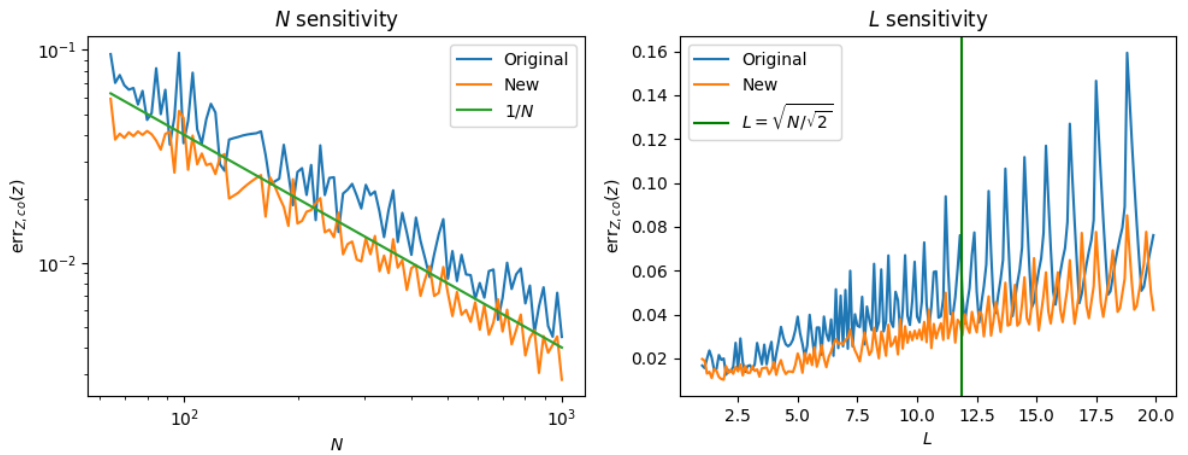 N sensitivity
10⁻¹
10⁻²
err_{Z,co}(z)
10²
10³
N
Original
New
1/N
L sensitivity
0.16
0.14
0.12
0.10
0.08
0.06
0.04
0.02
err_{Z,co}(z)
2.5 5.0 7.5 10.0 12.5 15.0 17.5 20.0
L
Original
New
L = √(N/√2)